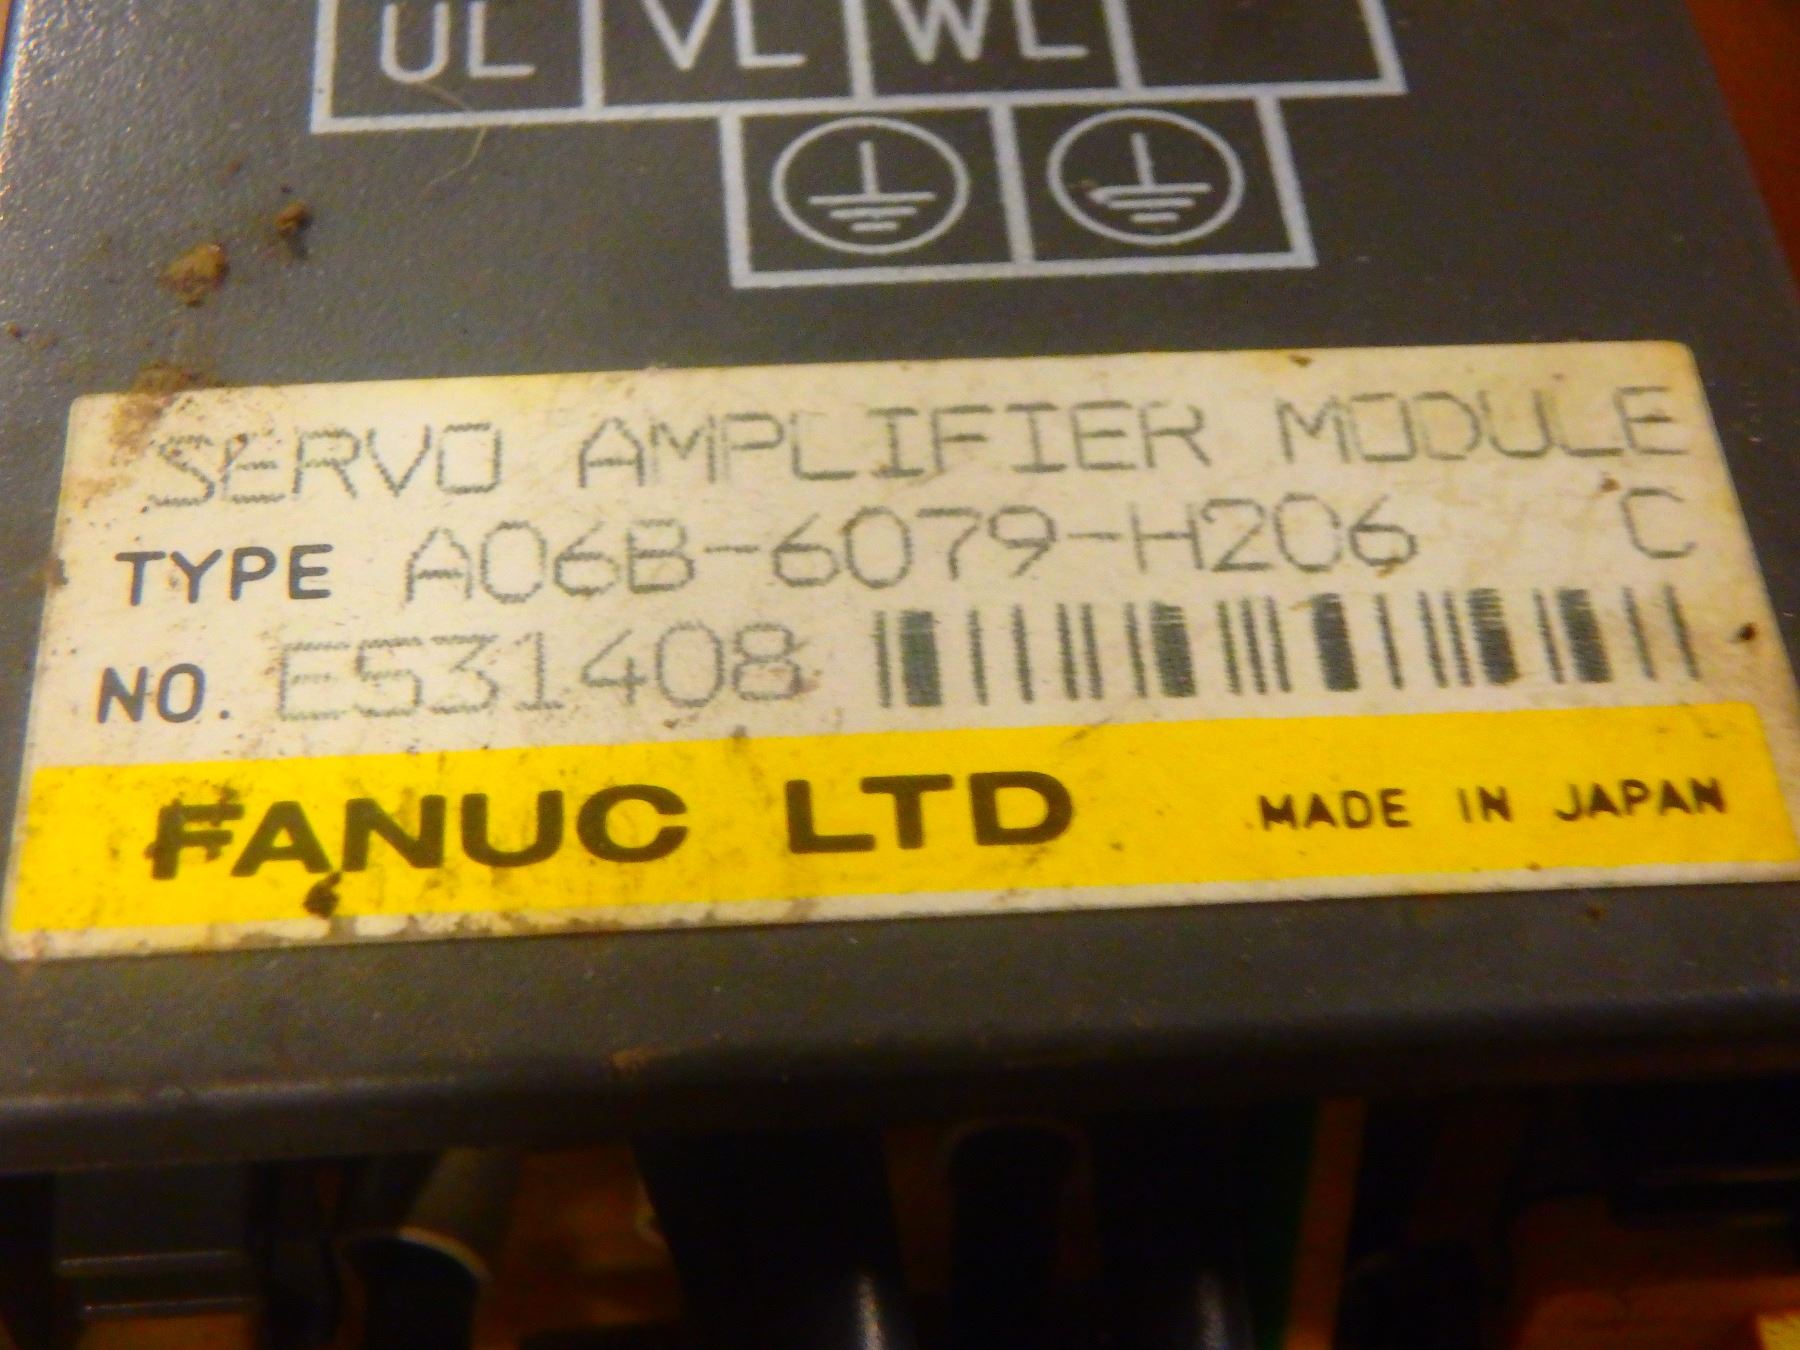 UL VL WL
SERVO AMPLIFIER MODULE
TYPE A06B-6079-H206 C
NO. E531408
FANUC LTD MADE IN JAPAN